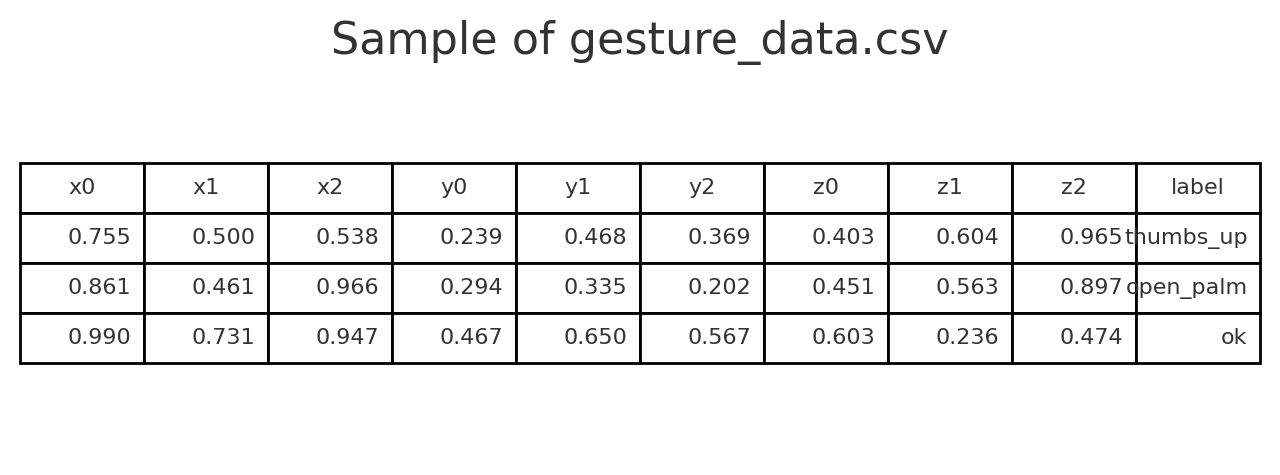 Sample of gesture_data.csv
x0 x1 x2 y0 y1 y2 z0 z1 z2 label
0.755 0.500 0.538 0.239 0.468 0.369 0.403 0.604 0.965 thumbs_up
0.861 0.461 0.966 0.294 0.335 0.202 0.451 0.563 0.897 open_palm
0.990 0.731 0.947 0.467 0.650 0.567 0.603 0.236 0.474 ok